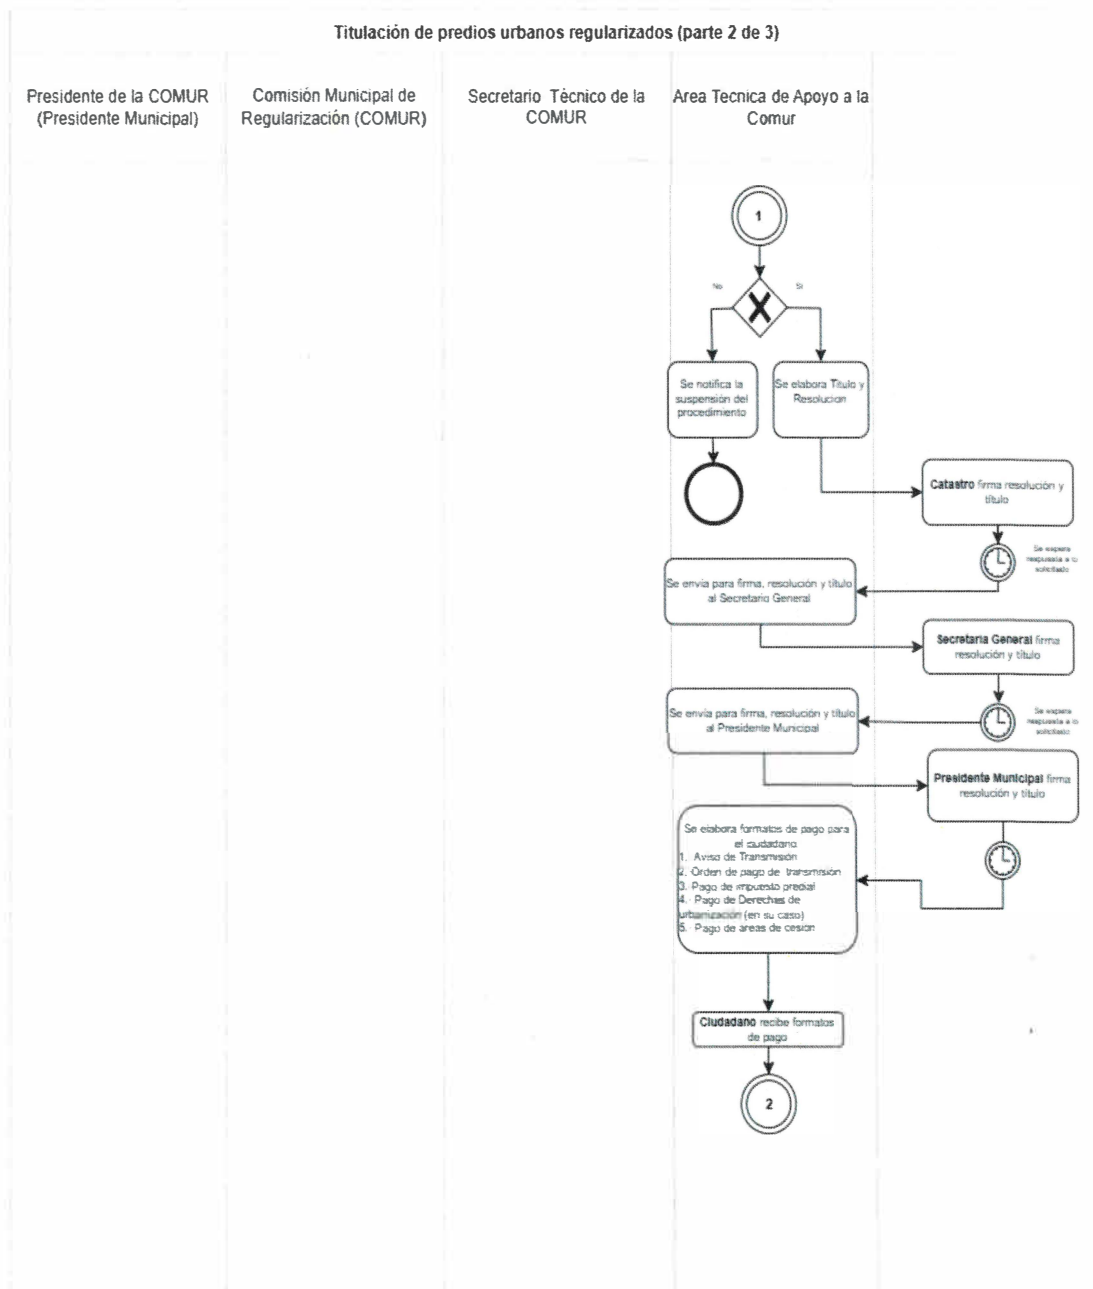 Titulación de predios urbanos regularizados (parte 2 de 3)
Presidente de la COMUR
(Presidente Municipal)
Comisión Municipal de
Regularización (COMUR)
Secretario Técnico de la
COMUR
Area Tecnica de Apoyo a la
Comur
1
No
Si
Se notifica la
suspensión del
procedimiento
Se elabora Titulo y
Resolucion
Catastro firma resolución y
título
Se espera
respuesta a lo
solicitado
Se envía para firma, resolución y título
al Secretario General
Secretaria General firma
resolución y título
Se espera
respuesta a lo
solicitado
Se envía para firma, resolución y título
al Presidente Municipal
Presidente Municipal firma
resolución y título
Se elabora formatos de pago para
el ciudadano
1. Aviso de Transmisión
2. Orden de pago de transmisión
3. Pago de impuesto predial
4. Pago de Derechos de
urbanización (en su caso)
5. Pago de areas de cesion
Ciudadano recibe formatos
de pago
2